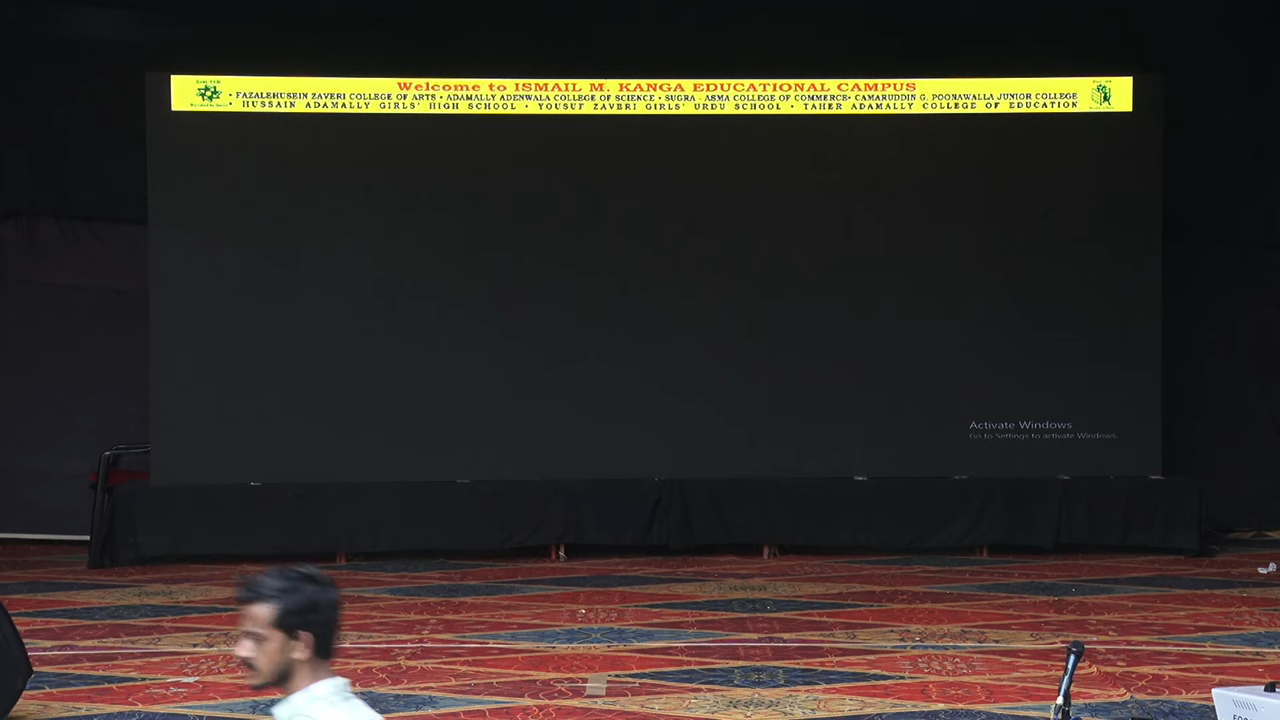 Welcome to ISMAIL M. KANGA EDUCATIONAL CAMPUS
• FAZALEHUSEIN ZAVERI COLLEGE OF ARTS • ADAMALLY ADENWALA COLLEGE OF SCIENCE • SUGRA - ASMA COLLEGE OF COMMERCE• CAMARUDDIN G. POONAWALLA JUNIOR COLLEGE
• HUSSAIN ADAMALLY GIRLS' HIGH SCHOOL • YOUSUF ZAVERI GIRLS' URDU SCHOOL • TAHER ADAMALLY COLLEGE OF EDUCATION
Activate Windows
Go to Settings to activate Windows.